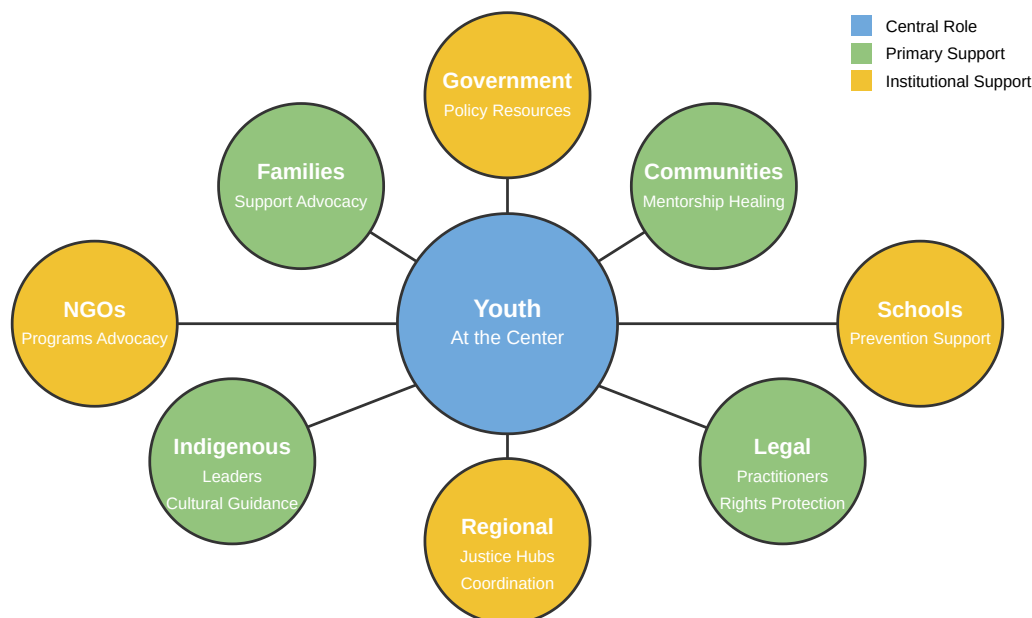 Central Role
Primary Support
Institutional Support
Government
Policy Resources
Families
Support Advocacy
Communities
Mentorship Healing
NGOs
Programs Advocacy
Youth
At the Center
Schools
Prevention Support
Indigenous
Leaders
Cultural Guidance
Legal
Practitioners
Rights Protection
Regional
Justice Hubs
Coordination